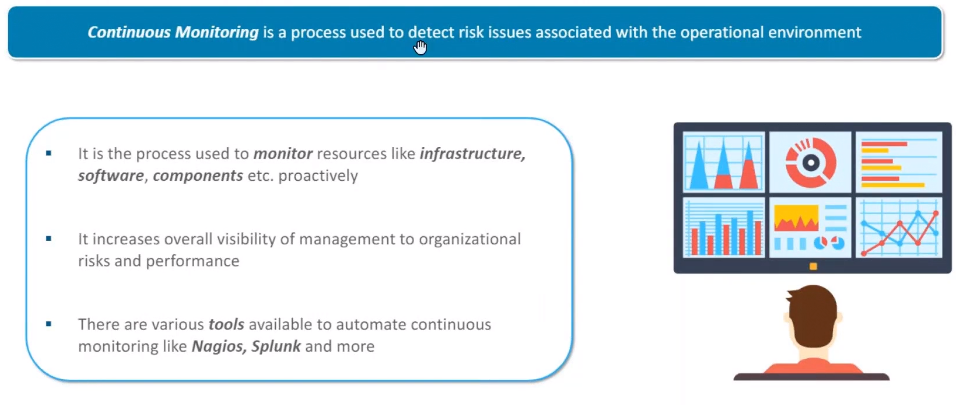 Continuous Monitoring is a process used to detect risk issues associated with the operational environment
It is the process used to monitor resources like infrastructure,
software, components etc. proactively
It increases overall visibility of management to organizational
risks and performance
There are various tools available to automate continuous
monitoring like Nagios, Splunk and more